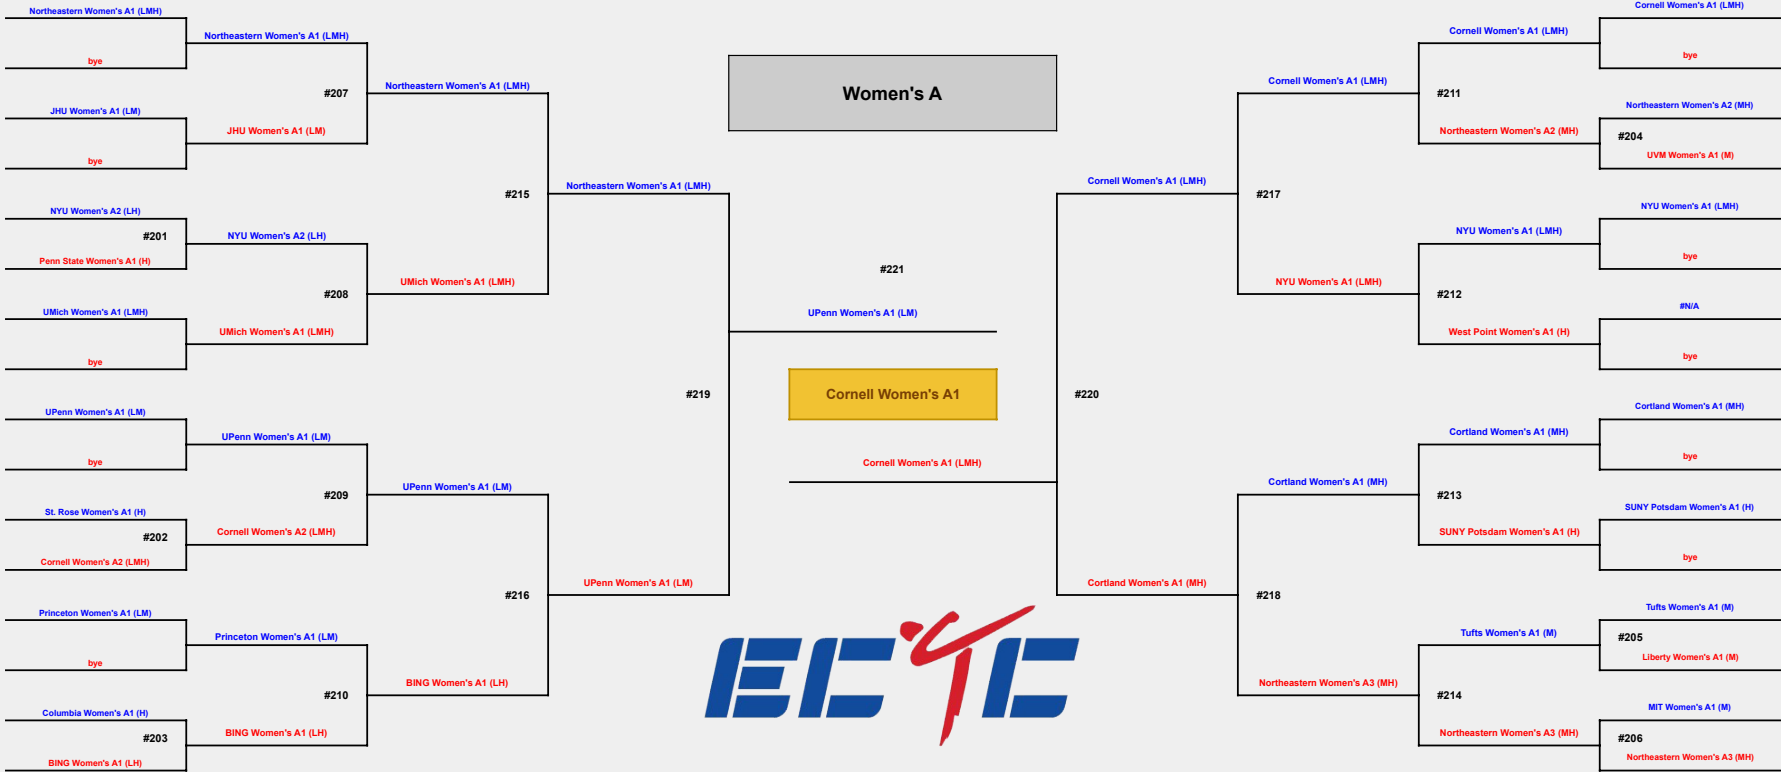 Northeastern Women's A1 (LMH)
Northeastern Women's A1 (LMH)
bye
#207
Northeastern Women's A1 (LMH)
JHU Women's A1 (LM)
JHU Women's A1 (LM)
bye
#215
Northeastern Women's A1 (LMH)
NYU Women's A2 (LH)
#201
NYU Women's A2 (LH)
Penn State Women's A1 (H)
#208
UMich Women's A1 (LMH)
UMich Women's A1 (LMH)
UMich Women's A1 (LMH)
bye
#219
UPenn Women's A1 (LM)
UPenn Women's A1 (LM)
bye
#209
UPenn Women's A1 (LM)
St. Rose Women's A1 (H)
#202
Cornell Women's A2 (LMH)
Cornell Women's A2 (LMH)
#216
UPenn Women's A1 (LM)
Princeton Women's A1 (LM)
Princeton Women's A1 (LM)
bye
#210
BING Women's A1 (LH)
Columbia Women's A1 (H)
#203
BING Women's A1 (LH)
BING Women's A1 (LH)
Women's A
#221
UPenn Women's A1 (LM)
Cornell Women's A1
Cornell Women's A1 (LMH)
ECTC
Cornell Women's A1 (LMH)
Cornell Women's A1 (LMH)
bye
Cornell Women's A1 (LMH)
#211
Northeastern Women's A2 (MH)
Northeastern Women's A2 (MH)
#204
UVM Women's A1 (M)
Cornell Women's A1 (LMH)
#217
NYU Women's A1 (LMH)
NYU Women's A1 (LMH)
bye
NYU Women's A1 (LMH)
#212
#N/A
West Point Women's A1 (H)
bye
#220
Cortland Women's A1 (MH)
Cortland Women's A1 (MH)
bye
Cortland Women's A1 (MH)
#213
SUNY Potsdam Women's A1 (H)
SUNY Potsdam Women's A1 (H)
bye
Cortland Women's A1 (MH)
#218
Tufts Women's A1 (M)
Tufts Women's A1 (M)
#205
Liberty Women's A1 (M)
Northeastern Women's A3 (MH)
#214
MIT Women's A1 (M)
Northeastern Women's A3 (MH)
#206
Northeastern Women's A3 (MH)